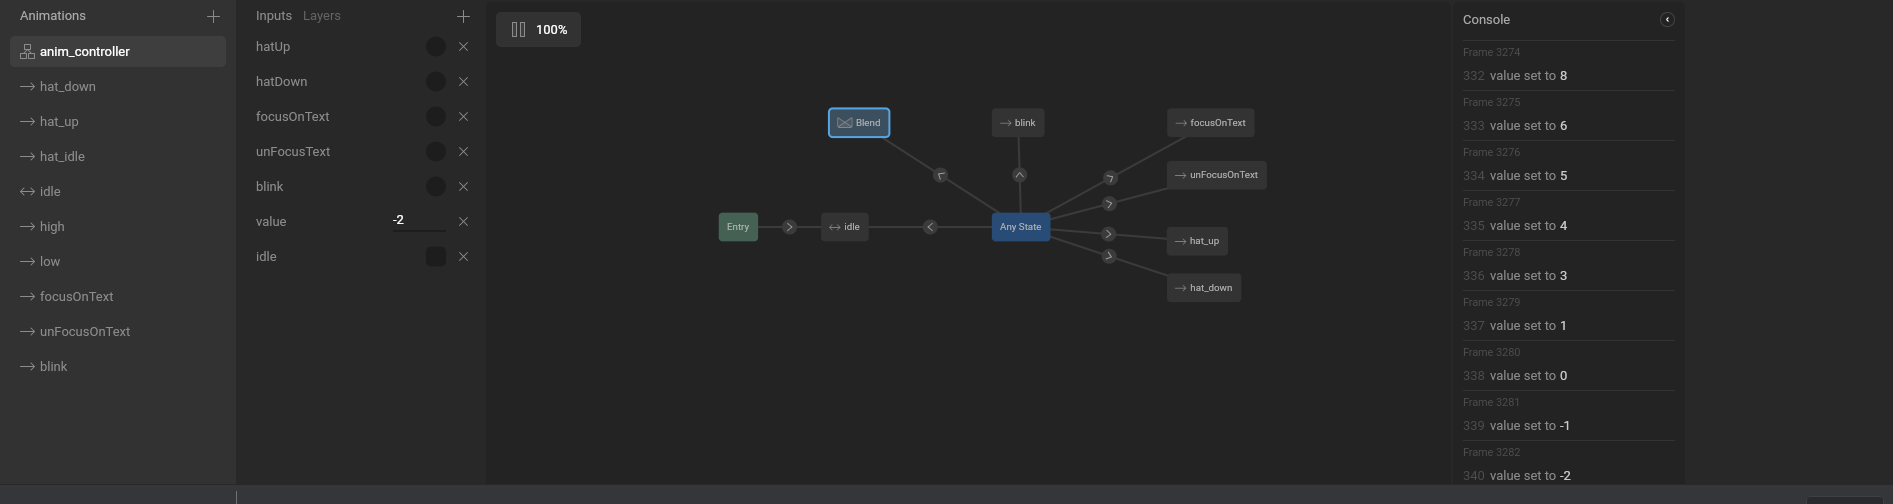 Animations
anim_controller
hat_down
hat_up
hat_idle
idle
high
low
focusOnText
unFocusOnText
blink
Inputs Layers
hatUp
hatDown
focusOnText
unFocusText
blink
value -2
idle
100%
Blend
blink
focusOnText
unFocusOnText
Entry
idle
Any State
hat_up
hat_down
Console
Frame 3274
332 value set to 8
Frame 3275
333 value set to 6
Frame 3276
334 value set to 5
Frame 3277
335 value set to 4
Frame 3278
336 value set to 3
Frame 3279
337 value set to 1
Frame 3280
338 value set to 0
Frame 3281
339 value set to -1
Frame 3282
340 value set to -2